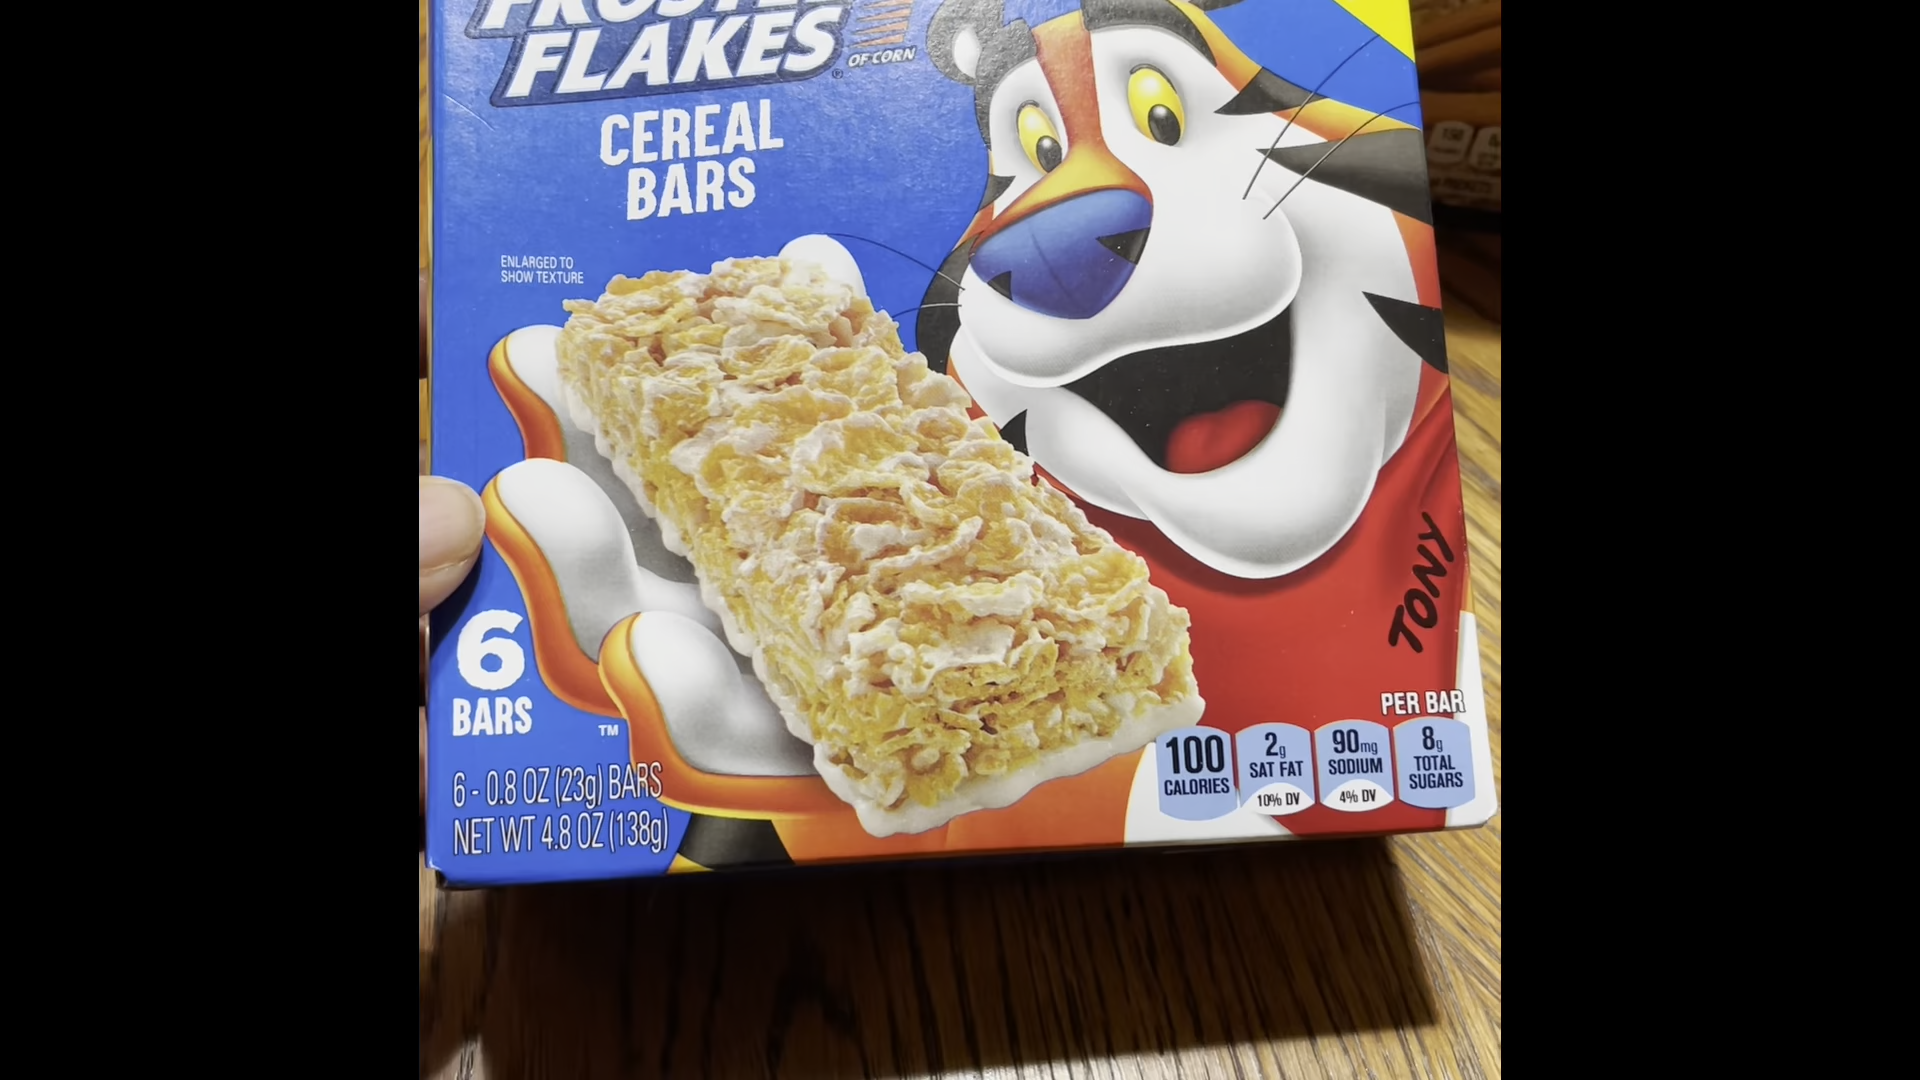 FROSTED
FLAKES®
OF CORN
CEREAL
BARS
ENLARGED TO
SHOW TEXTURE
TONY
6
BARS
TM
6 - 0.8 OZ (23g) BARS
NET WT 4.8 OZ (138g)
PER BAR
100
CALORIES
2g
SAT FAT
10% DV
90mg
SODIUM
4% DV
8g
TOTAL
SUGARS